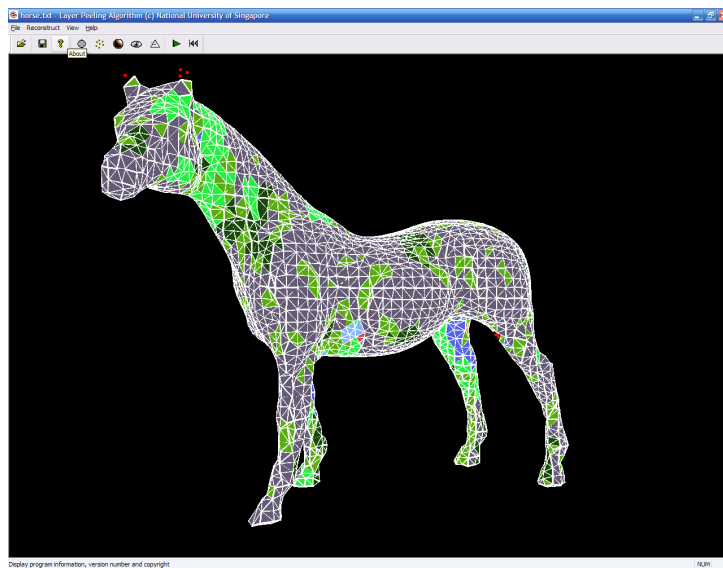 horse.txt - Layer Peeling Algorithm (c) National University of Singapore
File Reconstruct View Help
About
Display program information, version number and copyright NUM